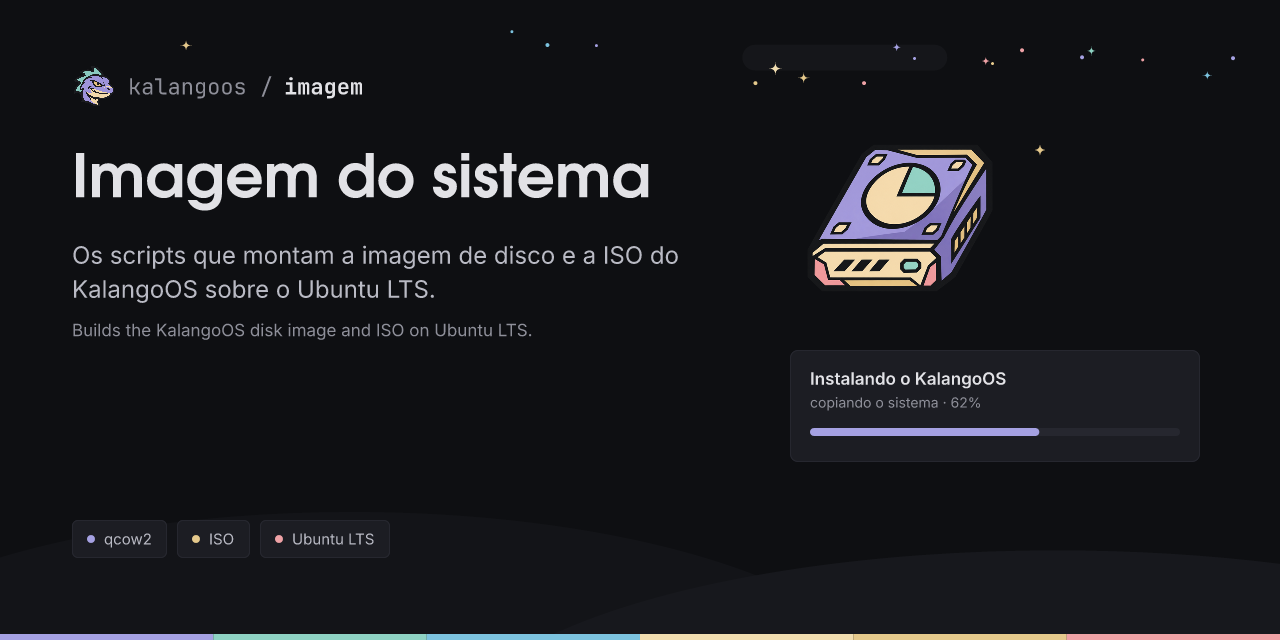 kalangoos / imagem
Imagem do sistema
Os scripts que montam a imagem de disco e a ISO do
KalangoOS sobre o Ubuntu LTS.
Builds the KalangoOS disk image and ISO on Ubuntu LTS.
Instalando o KalangoOS
copiando o sistema · 62%
qcow2
ISO
Ubuntu LTS